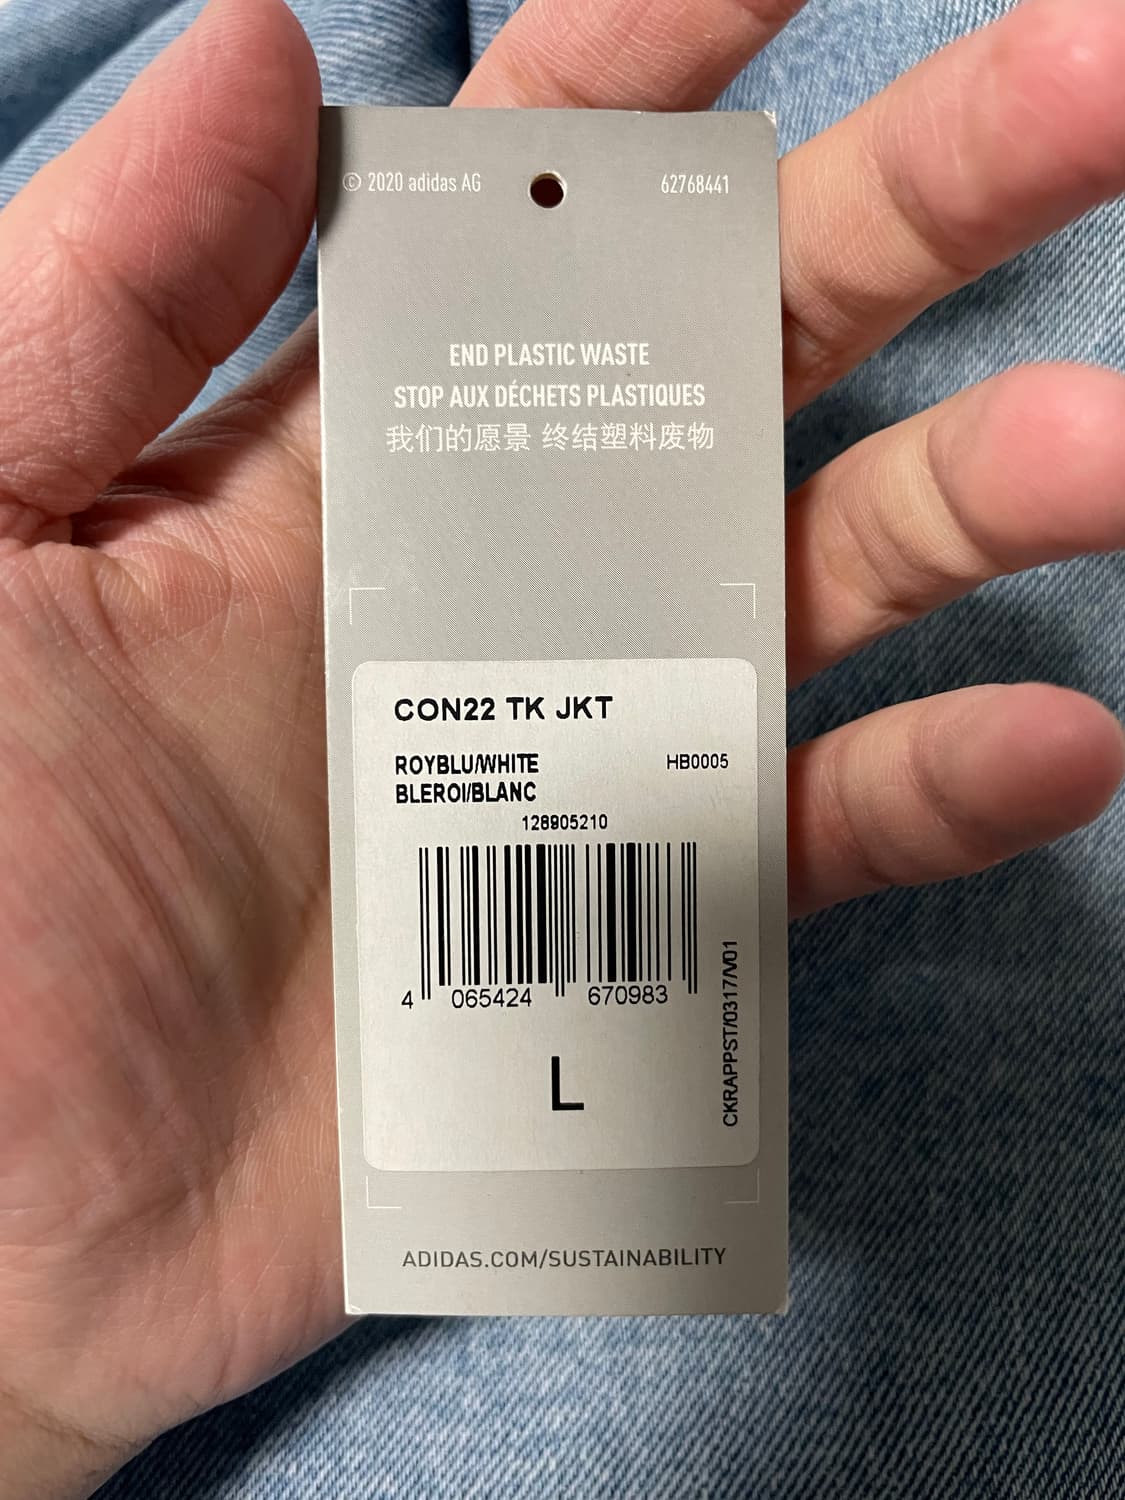 © 2020 adidas AG
62768441
END PLASTIC WASTE
STOP AUX DÉCHETS PLASTIQUES
我们的愿景 终结塑料废物
CON22 TK JKT
ROYBLU/WHITE
HB0005
BLEROI/BLANC
128905210
4 065424 670983
CKRAPPST/0317/V01
L
ADIDAS.COM/SUSTAINABILITY